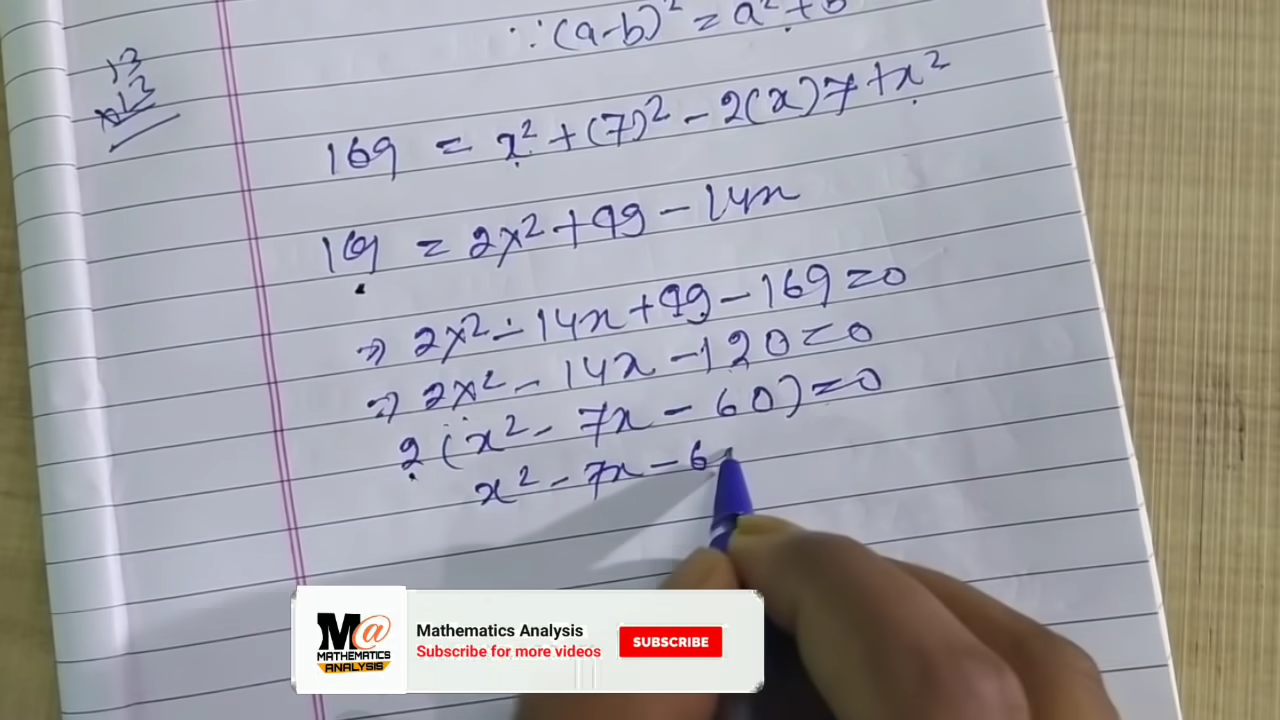 ∵(a-b)² = a²+b
13
x13
169 = x²+(7)²-2(x)7+x²
169 = 2x²+49-14x
⇒ 2x²-14x+49-169=0
⇒ 2x²-14x-120=0
2(x²-7x-60)=0
x²-7x-6
M@
MATHEMATICS
ANALYSIS
Mathematics Analysis
Subscribe for more videos
SUBSCRIBE